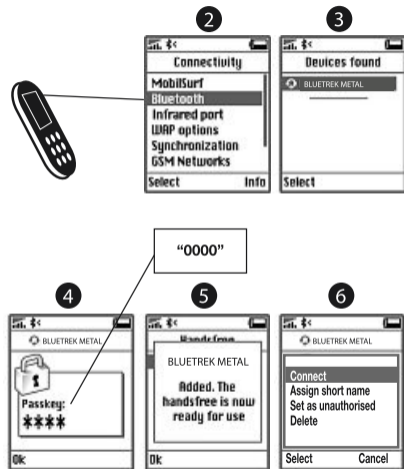 2
Connectivity
MobilSurf
Bluetooth
Infrared port
WAP options
Synchronization
GSM Networks
Select Info
3
Devices found
BLUETREK METAL
Select
"0000"
4
BLUETREK METAL
Passkey:
****
Ok
5
Handsfree
BLUETREK METAL
Added. The
handsfree is now
ready for use
Ok
6
BLUETREK METAL
Connect
Assign short name
Set as unauthorised
Delete
Select Cancel